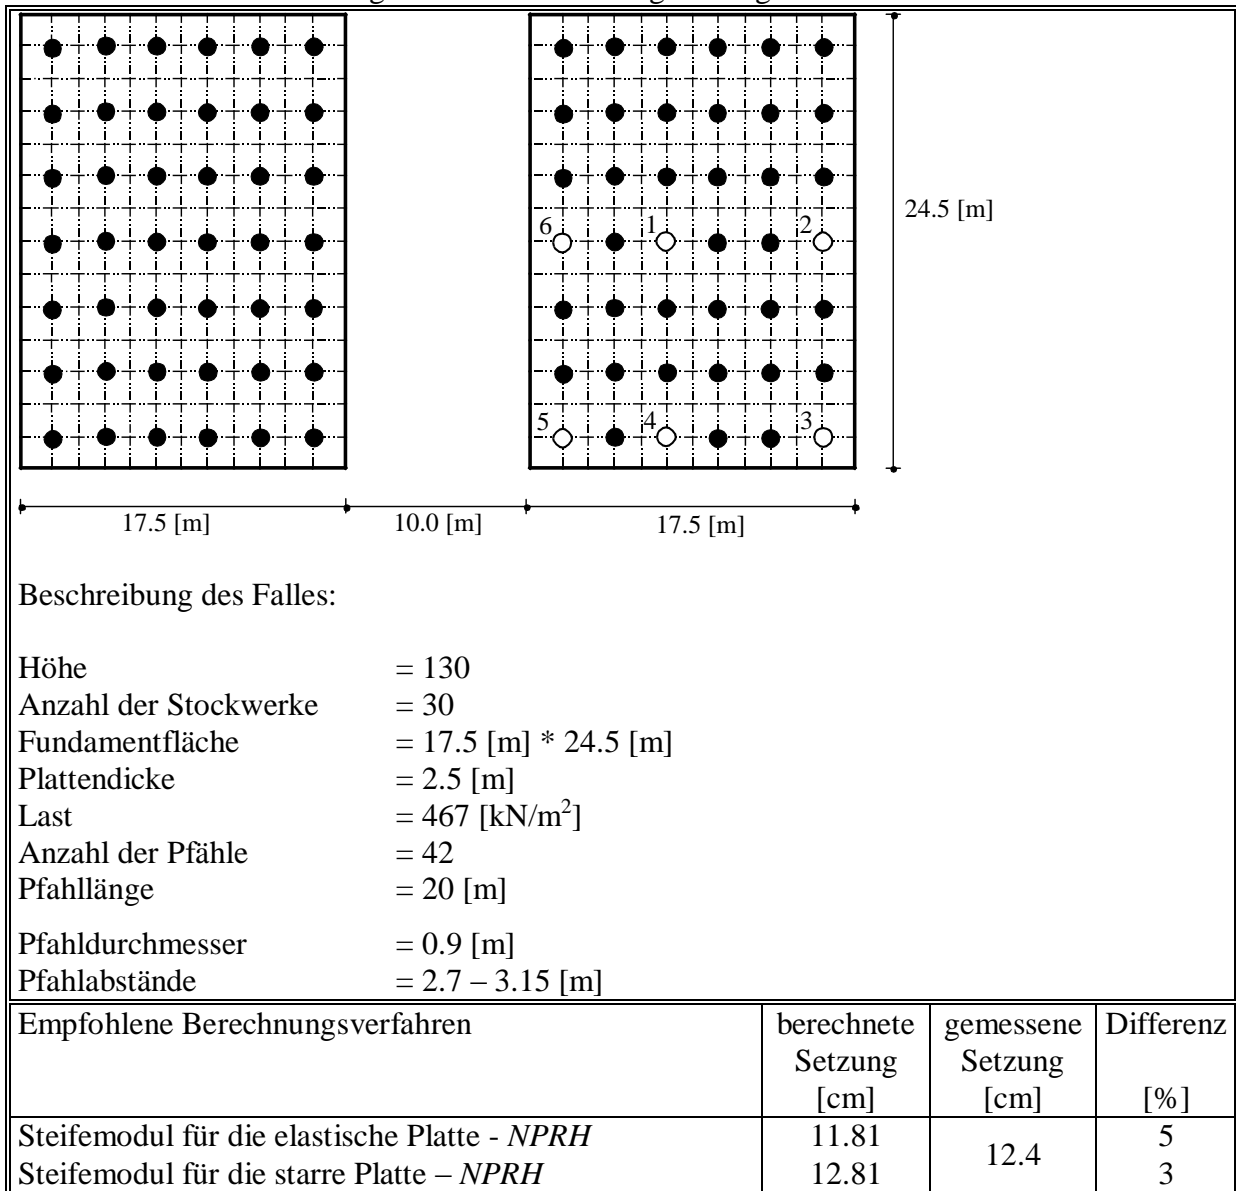 24.5 [m]
6 1 2
5 4 3
17.5 [m] 10.0 [m] 17.5 [m]
Beschreibung des Falles:
Höhe = 130
Anzahl der Stockwerke = 30
Fundamentfläche = 17.5 [m] * 24.5 [m]
Plattendicke = 2.5 [m]
Last = 467 [kN/m²]
Anzahl der Pfähle = 42
Pfahllänge = 20 [m]
Pfahldurchmesser = 0.9 [m]
Pfahlabstände = 2.7 – 3.15 [m]
Empfohlene Berechnungsverfahren berechnete gemessene Differenz
Setzung Setzung
[cm] [cm] [%]
Steifemodul für die elastische Platte - NPRH 11.81 5
12.4
Steifemodul für die starre Platte – NPRH 12.81 3